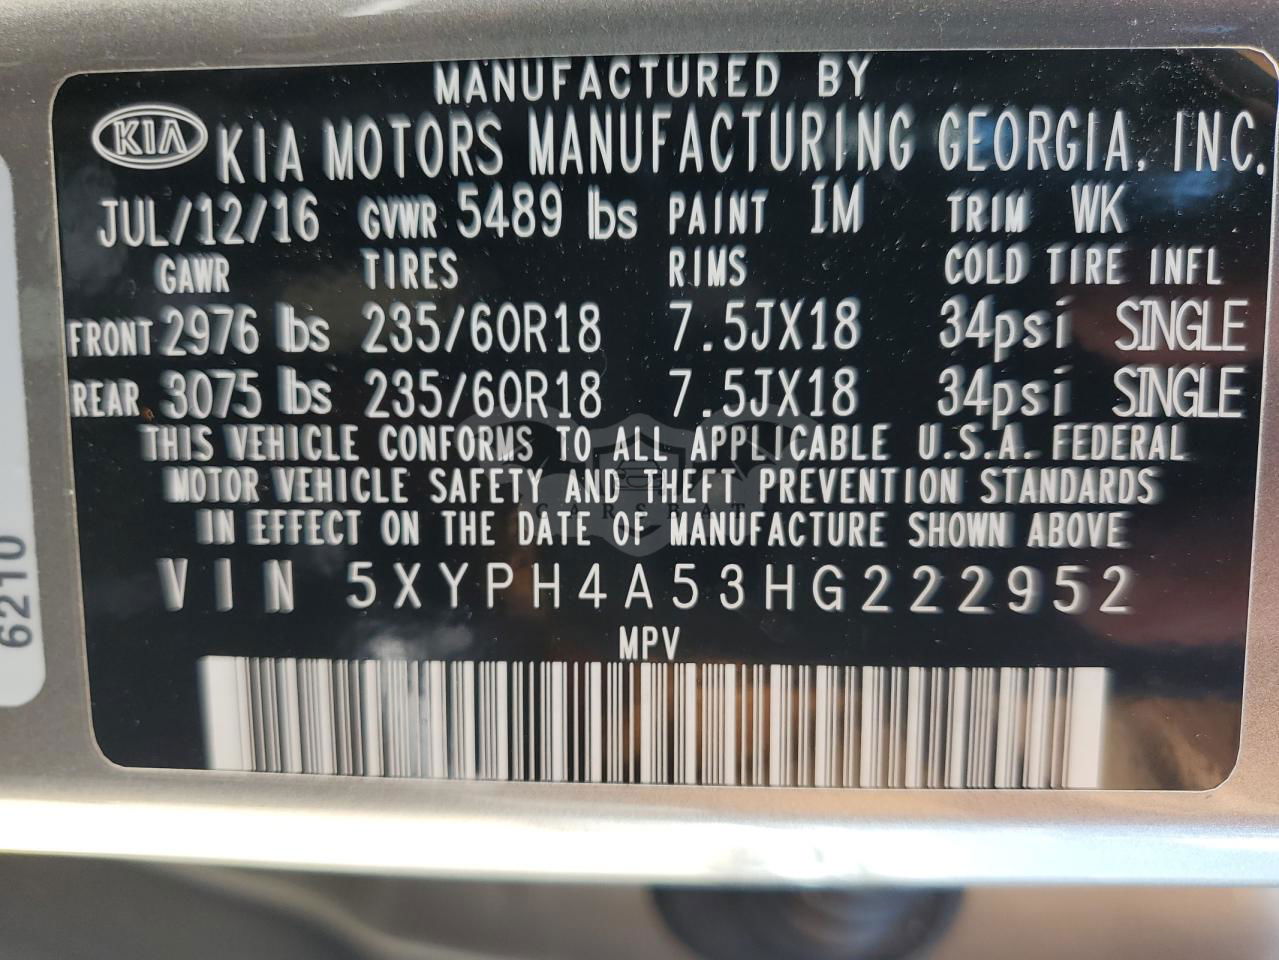 MANUFACTURED BY
KIA KIA MOTORS MANUFACTURING GEORGIA, INC.
JUL/12/16 GVWR 5489 lbs PAINT IM TRIM WK
GAWR TIRES RIMS COLD TIRE INFL
FRONT 2976 lbs 235/60R18 7.5JX18 34psi SINGLE
REAR 3075 lbs 235/60R18 7.5JX18 34psi SINGLE
THIS VEHICLE CONFORMS TO ALL APPLICABLE U.S.A. FEDERAL
MOTOR VEHICLE SAFETY AND THEFT PREVENTION STANDARDS
IN EFFECT ON THE DATE OF MANUFACTURE SHOWN ABOVE
CARSBAT
VIN 5XYPH4A53HG222952
MPV
6210